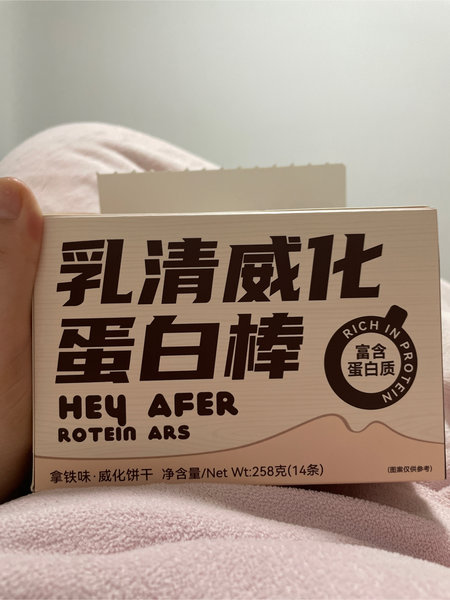 乳清威化
蛋白棒
HEY AFER
ROTEIN ARS
RICH IN PROTEIN
富含
蛋白质
拿铁味·威化饼干 净含量/Net Wt:258克(14条)
(图案仅供参考)